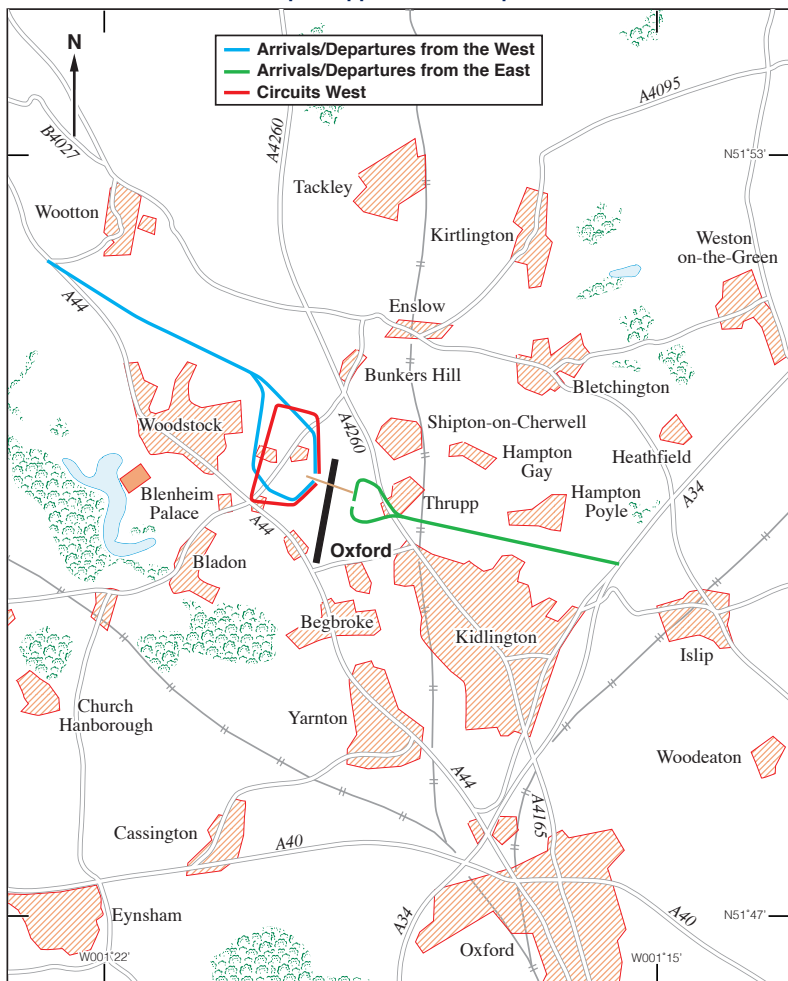 N
Arrivals/Departures from the West
Arrivals/Departures from the East
Circuits West
A4095
A4260
B4027
N51°53'
Tackley
Wootton
Kirtlington
Weston
on-the-Green
A44
Enslow
Bunkers Hill
Bletchington
A4260
Shipton-on-Cherwell
Woodstock
Hampton
Gay
Heathfield
Blenheim
Palace
Thrupp
Hampton
Poyle
A34
A44
Oxford
Bladon
Begbroke
Kidlington
Islip
Church
Hanborough
Yarnton
Woodeaton
A44
A4165
Cassington
A40
Eynsham
A34
A40
N51°47'
Oxford
W001°22'
W001°15'